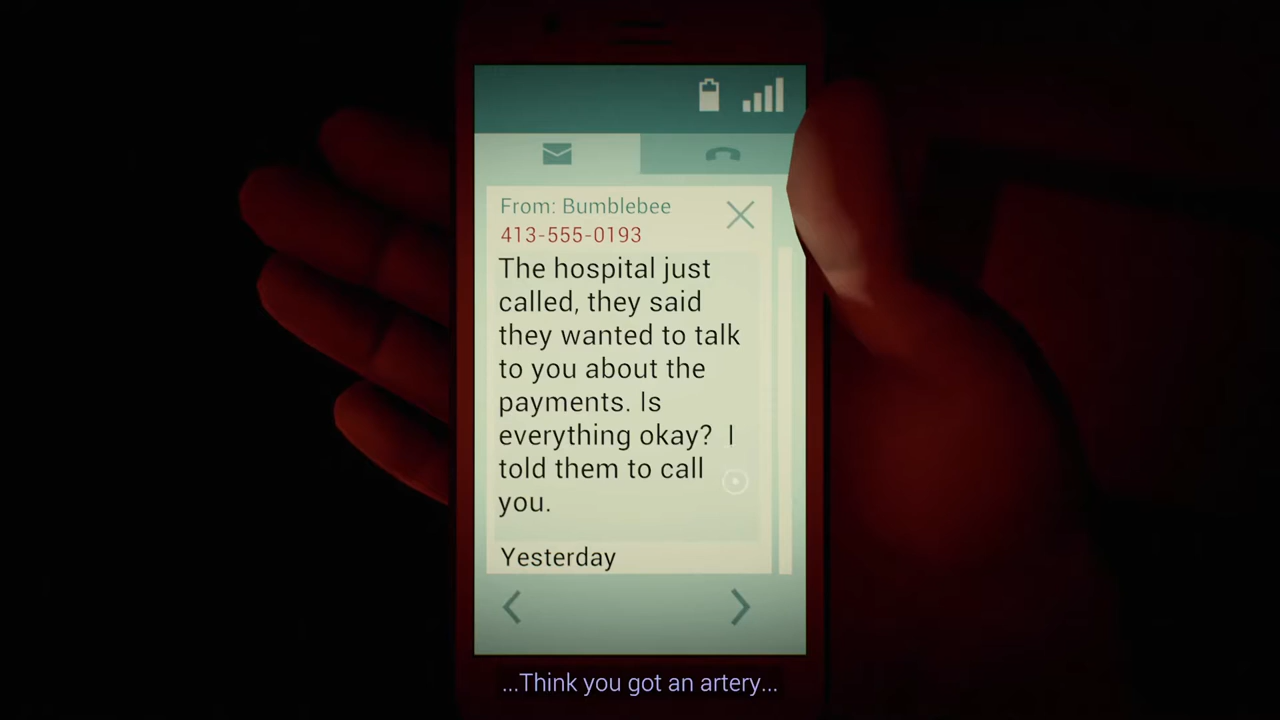 From: Bumblebee
413-555-0193
The hospital just
called, they said
they wanted to talk
to you about the
payments. Is
everything okay?  I
told them to call
you.
Yesterday
...Think you got an artery...